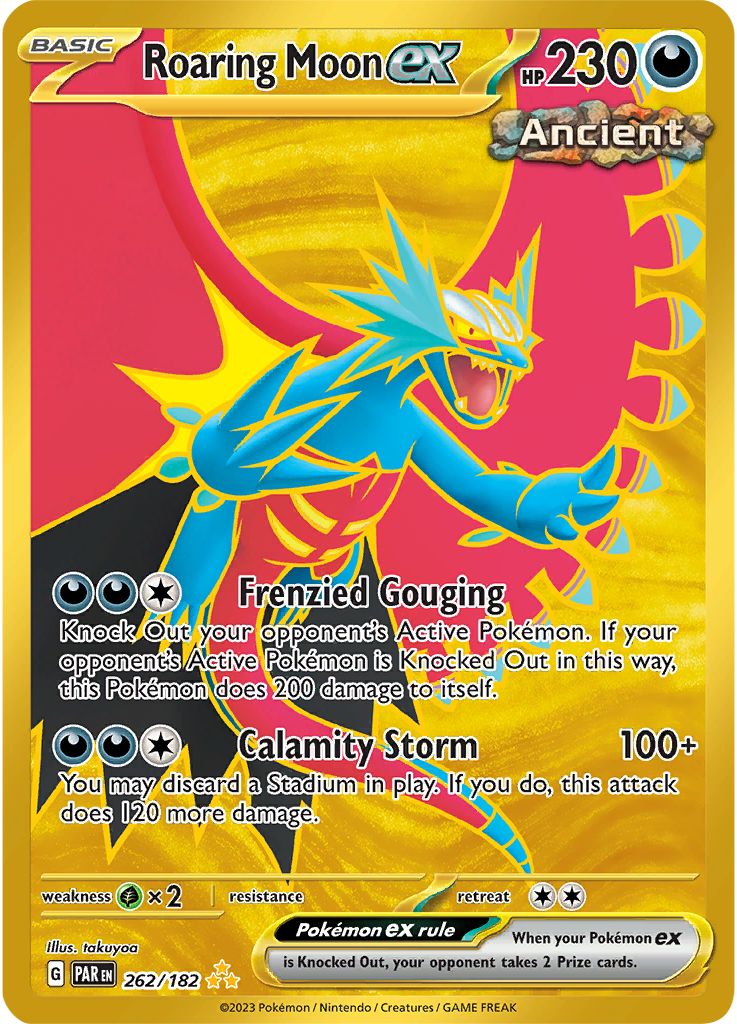 BASIC
Roaring Moon ex
HP 230
Ancient
Frenzied Gouging
Knock Out your opponent's Active Pokémon. If your
opponent's Active Pokémon is Knocked Out in this way,
this Pokémon does 200 damage to itself.
Calamity Storm 100+
You may discard a Stadium in play. If you do, this attack
does 120 more damage.
weakness ×2 resistance retreat
Pokémon ex rule When your Pokémon ex
is Knocked Out, your opponent takes 2 Prize cards.
Illus. takuyoa
G PAR EN 262/182
©2023 Pokémon / Nintendo / Creatures / GAME FREAK